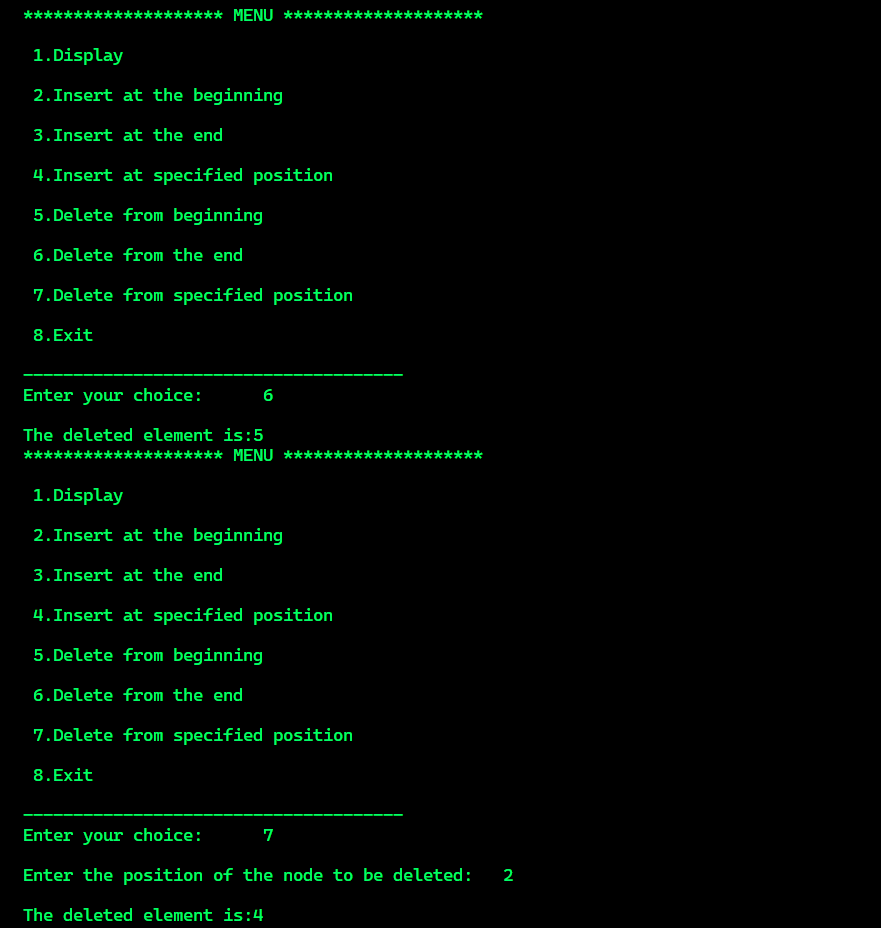 ******************** MENU ********************
1.Display
2.Insert at the beginning
3.Insert at the end
4.Insert at specified position
5.Delete from beginning
6.Delete from the end
7.Delete from specified position
8.Exit
______________________________________
Enter your choice:      6
The deleted element is:5
******************** MENU ********************
1.Display
2.Insert at the beginning
3.Insert at the end
4.Insert at specified position
5.Delete from beginning
6.Delete from the end
7.Delete from specified position
8.Exit
______________________________________
Enter your choice:      7
Enter the position of the node to be deleted:   2
The deleted element is:4